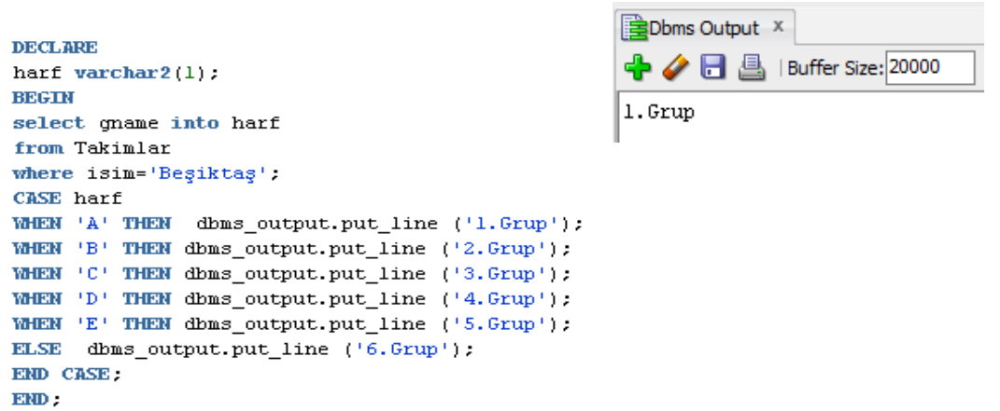 DECLARE
harf varchar2(1);
BEGIN
select gname into harf
from Takimlar
where isim='Beşiktaş';
CASE harf
WHEN 'A' THEN  dbms_output.put_line ('1.Grup');
WHEN 'B' THEN dbms_output.put_line ('2.Grup');
WHEN 'C' THEN dbms_output.put_line ('3.Grup');
WHEN 'D' THEN dbms_output.put_line ('4.Grup');
WHEN 'E' THEN dbms_output.put_line ('5.Grup');
ELSE  dbms_output.put_line ('6.Grup');
END CASE;
END;
Dbms Output x
Buffer Size: 20000
1.Grup